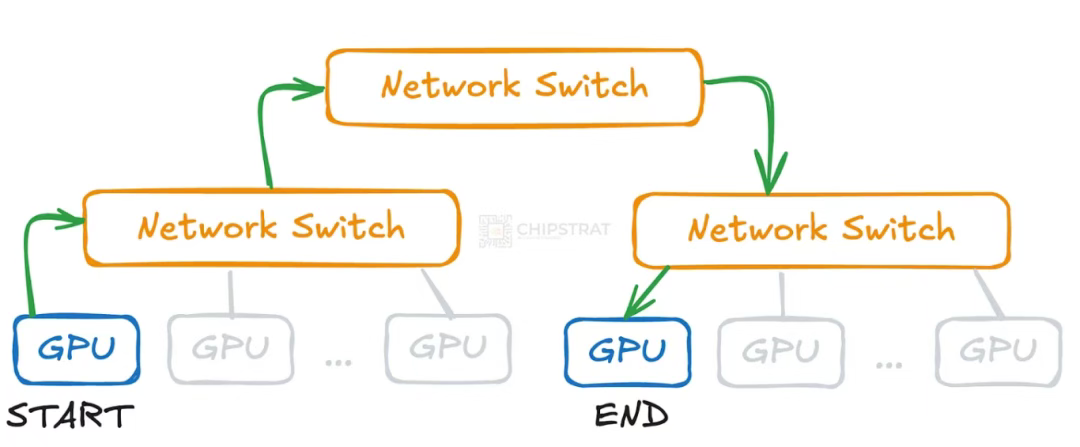 Network Switch
Network Switch
CHIPSTRAT
Network Switch
GPU
GPU
...
GPU
GPU
GPU
...
GPU
START
END